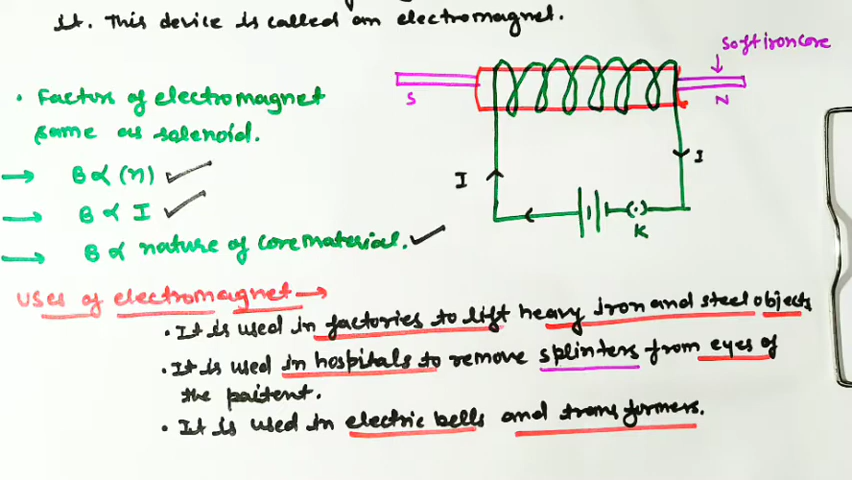 it. This device is called an electromagnet.
soft iron core
S
N
• Factors of electromagnet
same as solenoid.
→ B ∝ (n) ✓
→ B ∝ I ✓
→ B ∝ nature of core material. ✓
I
I
K
Uses of electromagnet →
• It is used in factories to lift heavy iron and steel objects
• It is used in hospitals to remove splinters from eyes of
the paitent.
• It is used in electric bells and transformers.